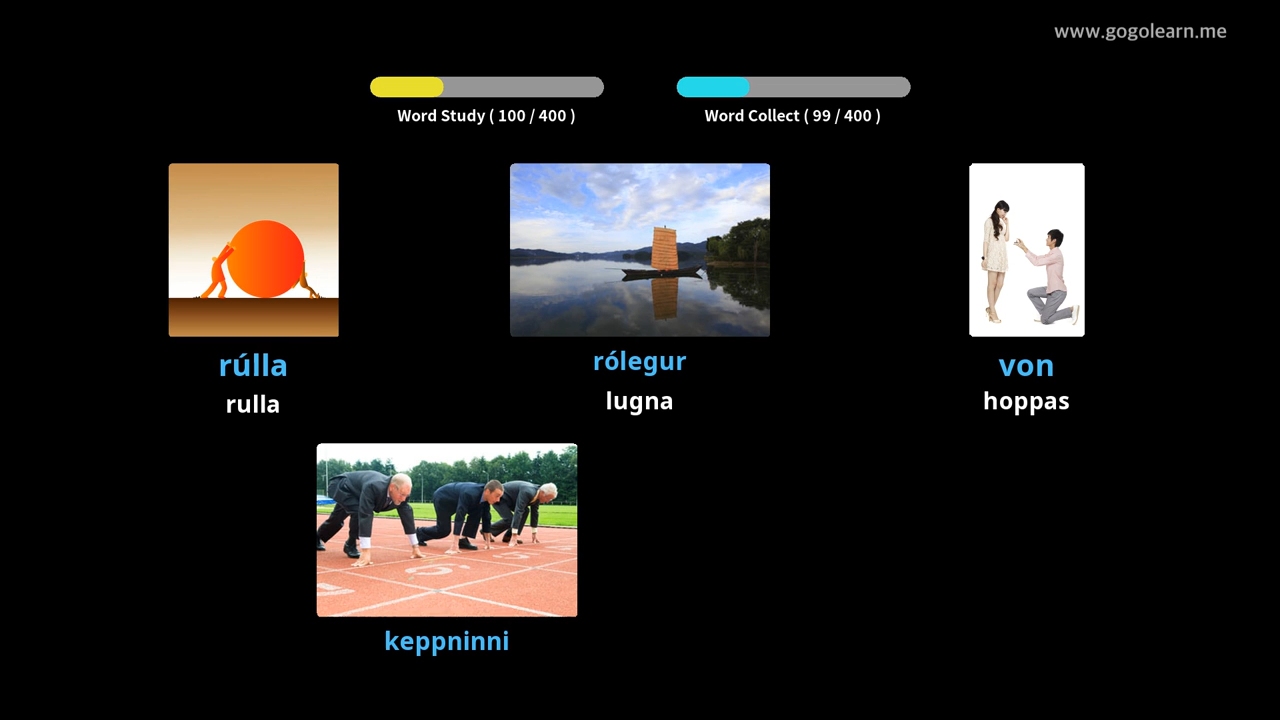 www.gogolearn.me
Word Study ( 100 / 400 )
Word Collect ( 99 / 400 )
rúlla
rulla
rólegur
lugna
von
hoppas
keppninni